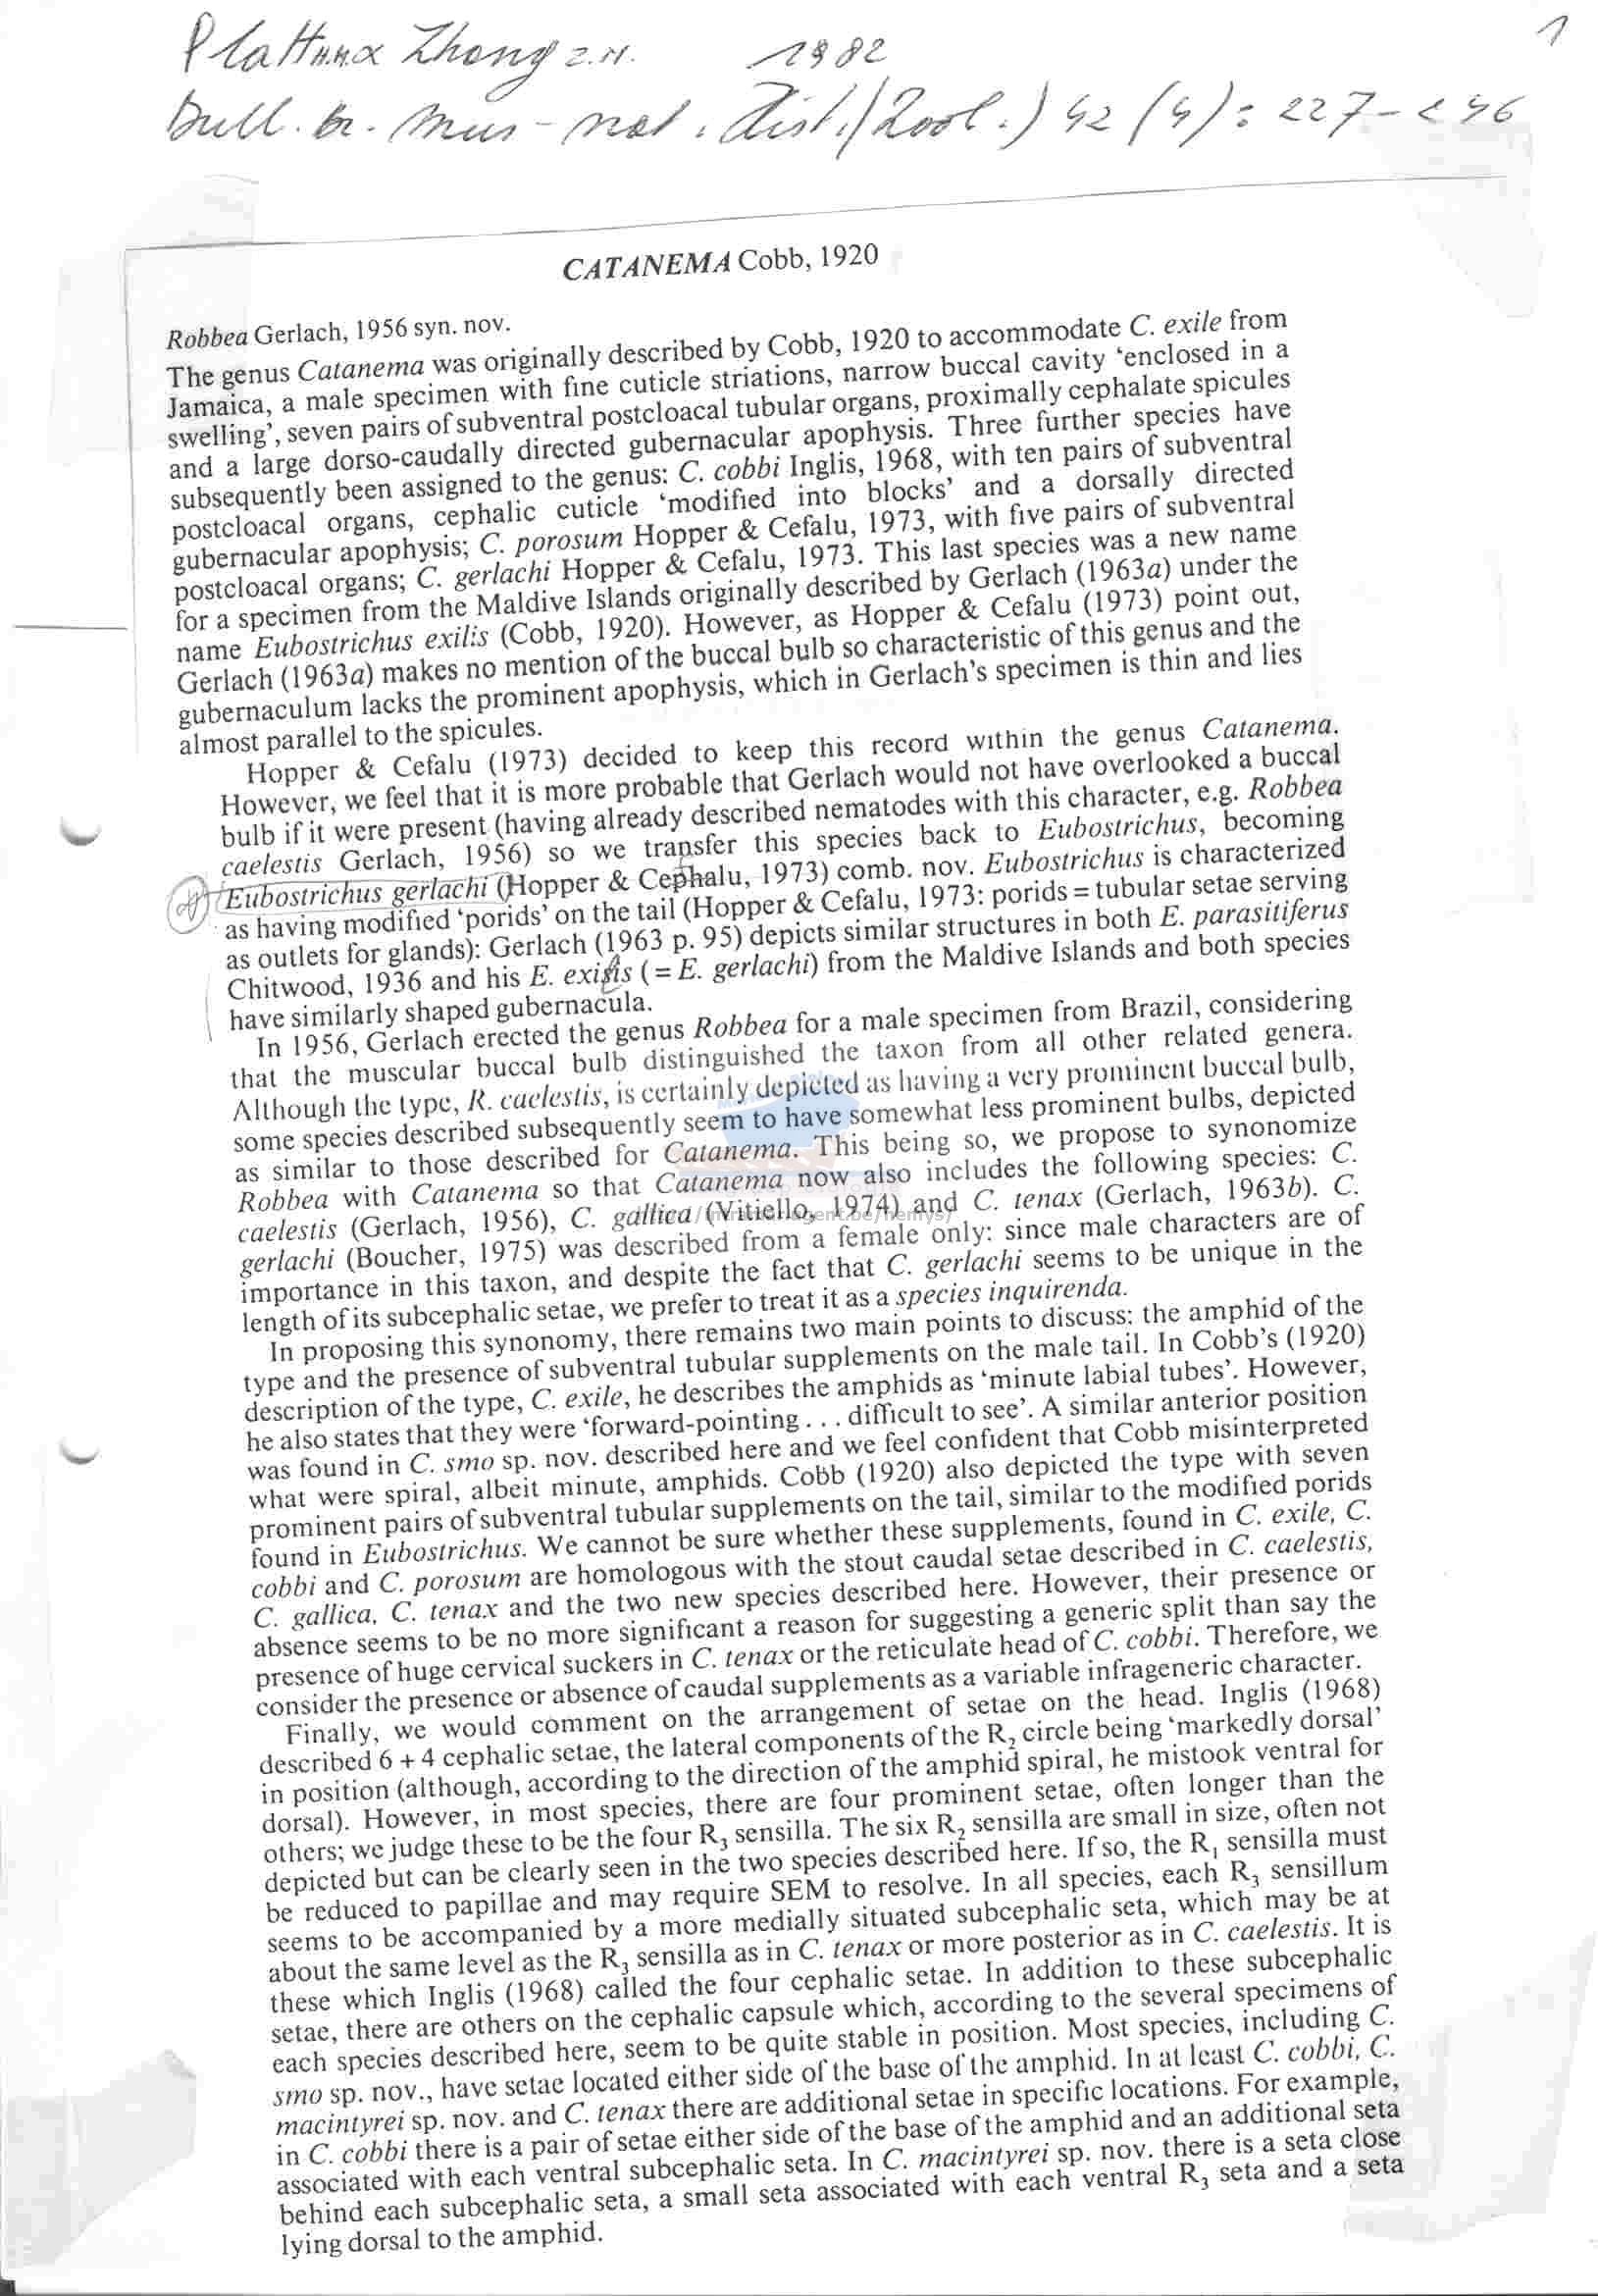 Platt & Zhang Z.N. 1982
1
Bull. br. Mus. nat. Hist. (Zool.) 42 (4): 227-246
CATANEMA Cobb, 1920
Robbea Gerlach, 1956 syn. nov.
The genus Catanema was originally described by Cobb, 1920 to accommodate C. exile from
Jamaica, a male specimen with fine cuticle striations, narrow buccal cavity ‘enclosed in a
swelling’, seven pairs of subventral postcloacal tubular organs, proximally cephalate spicules
and a large dorso-caudally directed gubernacular apophysis. Three further species have
subsequently been assigned to the genus: C. cobbi Inglis, 1968, with ten pairs of subventral
postcloacal organs, cephalic cuticle ‘modified into blocks’ and a dorsally directed
gubernacular apophysis; C. porosum Hopper & Cefalu, 1973, with five pairs of subventral
postcloacal organs; C. gerlachi Hopper & Cefalu, 1973. This last species was a new name
for a specimen from the Maldive Islands originally described by Gerlach (1963a) under the
name Eubostrichus exilis (Cobb, 1920). However, as Hopper & Cefalu (1973) point out,
Gerlach (1963a) makes no mention of the buccal bulb so characteristic of this genus and the
gubernaculum lacks the prominent apophysis, which in Gerlach’s specimen is thin and lies
almost parallel to the spicules.
Hopper & Cefalu (1973) decided to keep this record within the genus Catanema.
However, we feel that it is more probable that Gerlach would not have overlooked a buccal
bulb if it were present (having already described nematodes with this character, e.g. Robbea
caelestis Gerlach, 1956) so we transfer this species back to Eubostrichus, becoming
Eubostrichus gerlachi (Hopper & Cephalu, 1973) comb. nov. Eubostrichus is characterized
as having modified ‘porids’ on the tail (Hopper & Cefalu, 1973: porids = tubular setae serving
as outlets for glands): Gerlach (1963 p. 95) depicts similar structures in both E. parasitiferus
Chitwood, 1936 and his E. exilis (= E. gerlachi) from the Maldive Islands and both species
have similarly shaped gubernacula.
In 1956, Gerlach erected the genus Robbea for a male specimen from Brazil, considering
that the muscular buccal bulb distinguished the taxon from all other related genera.
Although the type, R. caelestis, is certainly depicted as having a very prominent buccal bulb,
some species described subsequently seem to have somewhat less prominent bulbs, depicted
as similar to those described for Catanema. This being so, we propose to synonomize
Robbea with Catanema so that Catanema now also includes the following species: C.
caelestis (Gerlach, 1956), C. gallica (Vitiello, 1974) and C. tenax (Gerlach, 1963b). C.
gerlachi (Boucher, 1975) was described from a female only: since male characters are of
importance in this taxon, and despite the fact that C. gerlachi seems to be unique in the
length of its subcephalic setae, we prefer to treat it as a species inquirenda.
In proposing this synonomy, there remains two main points to discuss: the amphid of the
type and the presence of subventral tubular supplements on the male tail. In Cobb’s (1920)
description of the type, C. exile, he describes the amphids as ‘minute labial tubes’. However,
he also states that they were ‘forward-pointing . . . difficult to see’. A similar anterior position
was found in C. smo sp. nov. described here and we feel confident that Cobb misinterpreted
what were spiral, albeit minute, amphids. Cobb (1920) also depicted the type with seven
prominent pairs of subventral tubular supplements on the tail, similar to the modified porids
found in Eubostrichus. We cannot be sure whether these supplements, found in C. exile, C.
cobbi and C. porosum are homologous with the stout caudal setae described in C. caelestis,
C. gallica, C. tenax and the two new species described here. However, their presence or
absence seems to be no more significant a reason for suggesting a generic split than say the
presence of huge cervical suckers in C. tenax or the reticulate head of C. cobbi. Therefore, we
consider the presence or absence of caudal supplements as a variable infrageneric character.
Finally, we would comment on the arrangement of setae on the head. Inglis (1968)
described 6 + 4 cephalic setae, the lateral components of the R₂ circle being ‘markedly dorsal’
in position (although, according to the direction of the amphid spiral, he mistook ventral for
dorsal). However, in most species, there are four prominent setae, often longer than the
others; we judge these to be the four R₃ sensilla. The six R₂ sensilla are small in size, often not
depicted but can be clearly seen in the two species described here. If so, the R₁ sensilla must
be reduced to papillae and may require SEM to resolve. In all species, each R₃ sensillum
seems to be accompanied by a more medially situated subcephalic seta, which may be at
about the same level as the R₃ sensilla as in C. tenax or more posterior as in C. caelestis. It is
these which Inglis (1968) called the four cephalic setae. In addition to these subcephalic
setae, there are others on the cephalic capsule which, according to the several specimens of
each species described here, seem to be quite stable in position. Most species, including C.
smo sp. nov., have setae located either side of the base of the amphid. In at least C. cobbi, C.
macintyrei sp. nov. and C. tenax there are additional setae in specific locations. For example,
in C. cobbi there is a pair of setae either side of the base of the amphid and an additional seta
associated with each ventral subcephalic seta. In C. macintyrei sp. nov. there is a seta close
behind each subcephalic seta, a small seta associated with each ventral R₃ seta and a seta
lying dorsal to the amphid.